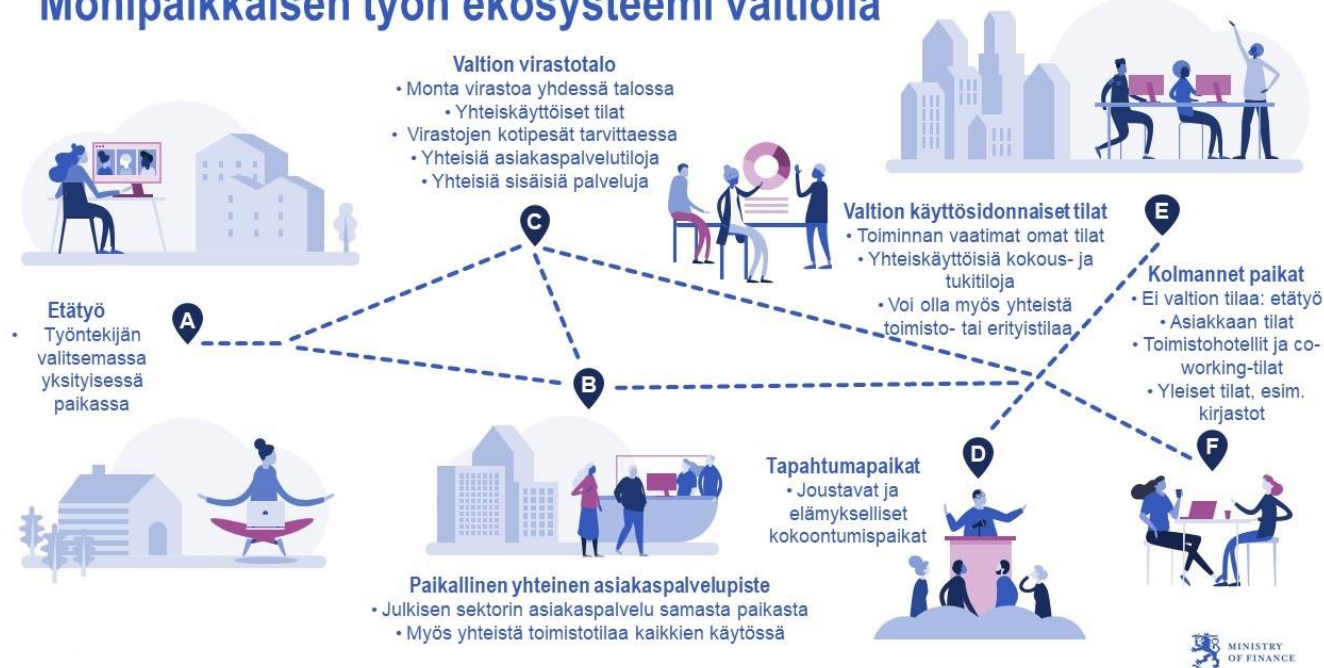 Monipaikkaisen työn ekosysteemi valtiolla
Valtion virastotalo
• Monta virastoa yhdessä talossa
• Yhteiskäyttöiset tilat
• Virastojen kotipesät tarvittaessa
• Yhteisiä asiakaspalvelutiloja
• Yhteisiä sisäisiä palveluja
C
Valtion käyttösidonnaiset tilat
• Toiminnan vaatimat omat tilat
• Yhteiskäyttöisiä kokous- ja
tukitiloja
• Voi olla myös yhteistä
toimisto- tai erityistilaa
E
Kolmannet paikat
• Ei valtion tilaa: etätyö
• Asiakkaan tilat
• Toimistohotellit ja co-
working-tilat
• Yleiset tilat, esim.
kirjastot
F
Etätyö
• Työntekijän
valitsemassa
yksityisessä
paikassa
A
B
Paikallinen yhteinen asiakaspalvelupiste
• Julkisen sektorin asiakaspalvelu samasta paikasta
• Myös yhteistä toimistotilaa kaikkien käytössä
D
Tapahtumapaikat
• Joustavat ja
elämykselliset
kokoontumispaikat
MINISTRY
OF FINANCE